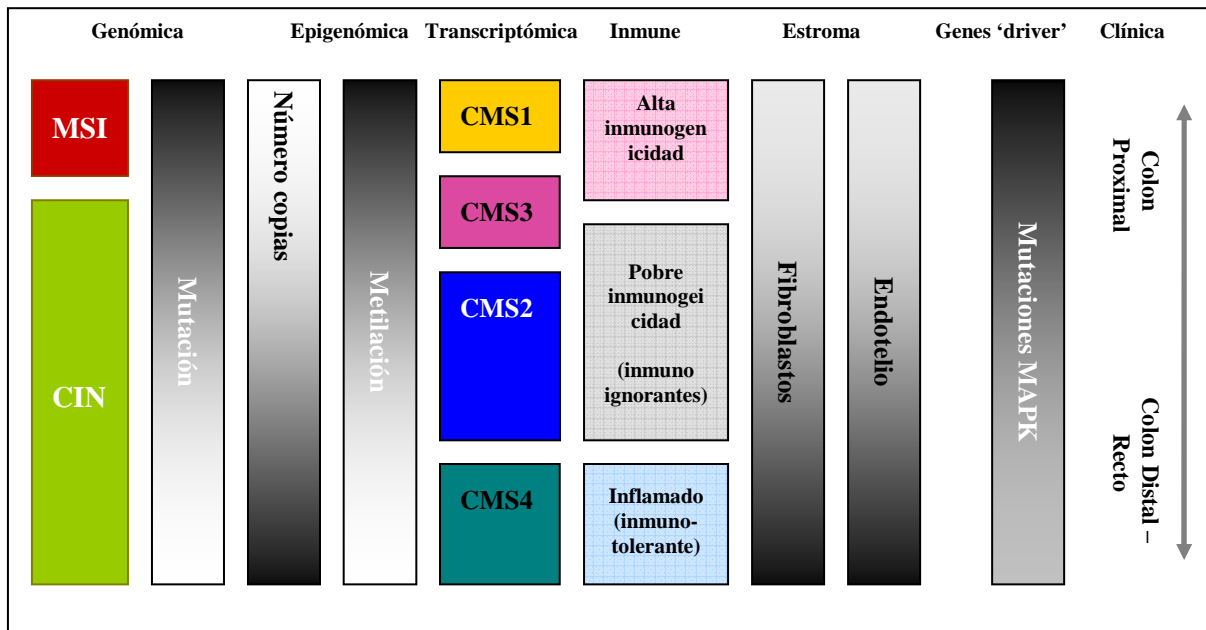 Genómica
Epigenómica
Transcriptómica
Inmune
Estroma
Genes ‘driver’
Clínica
MSI
CIN
Mutación
Número copias
Metilación
CMS1
CMS3
CMS2
CMS4
Alta
inmunogen
icidad
Pobre
inmunogei
cidad
(inmuno
ignorantes)
Inflamado
(inmuno-
tolerante)
Fibroblastos
Endotelio
Mutaciones MAPK
Colon
Proximal
Colon Distal –
Recto